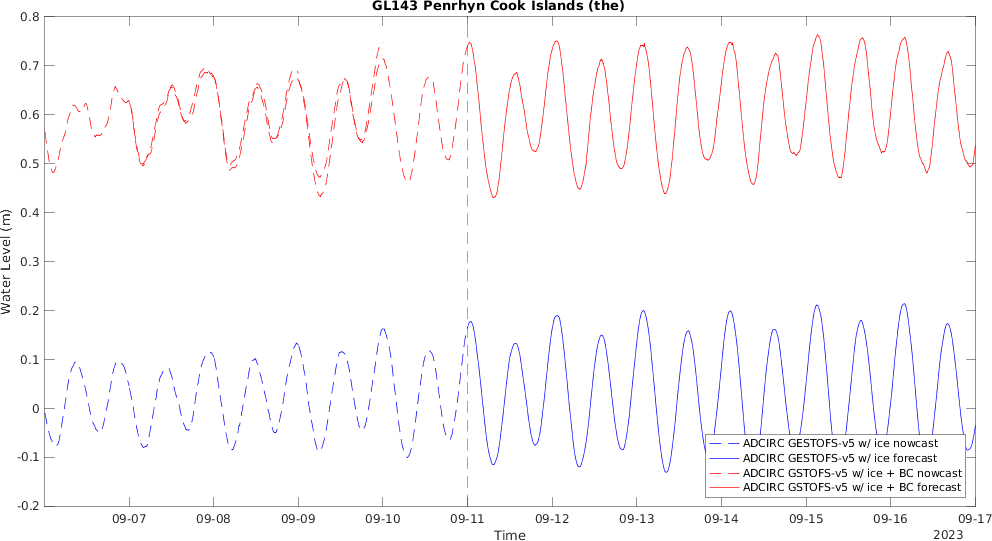 GL143 Penrhyn Cook Islands (the)
0.8
0.7
0.6
0.5
0.4
0.3
0.2
0.1
0
-0.1
-0.2
Water Level (m)
ADCIRC GESTOFS-v5 w/ ice nowcast
ADCIRC GESTOFS-v5 w/ ice forecast
ADCIRC GSTOFS-v5 w/ ice + BC nowcast
ADCIRC GSTOFS-v5 w/ ice + BC forecast
09-07 09-08 09-09 09-10 09-11 09-12 09-13 09-14 09-15 09-16 09-17
Time
2023